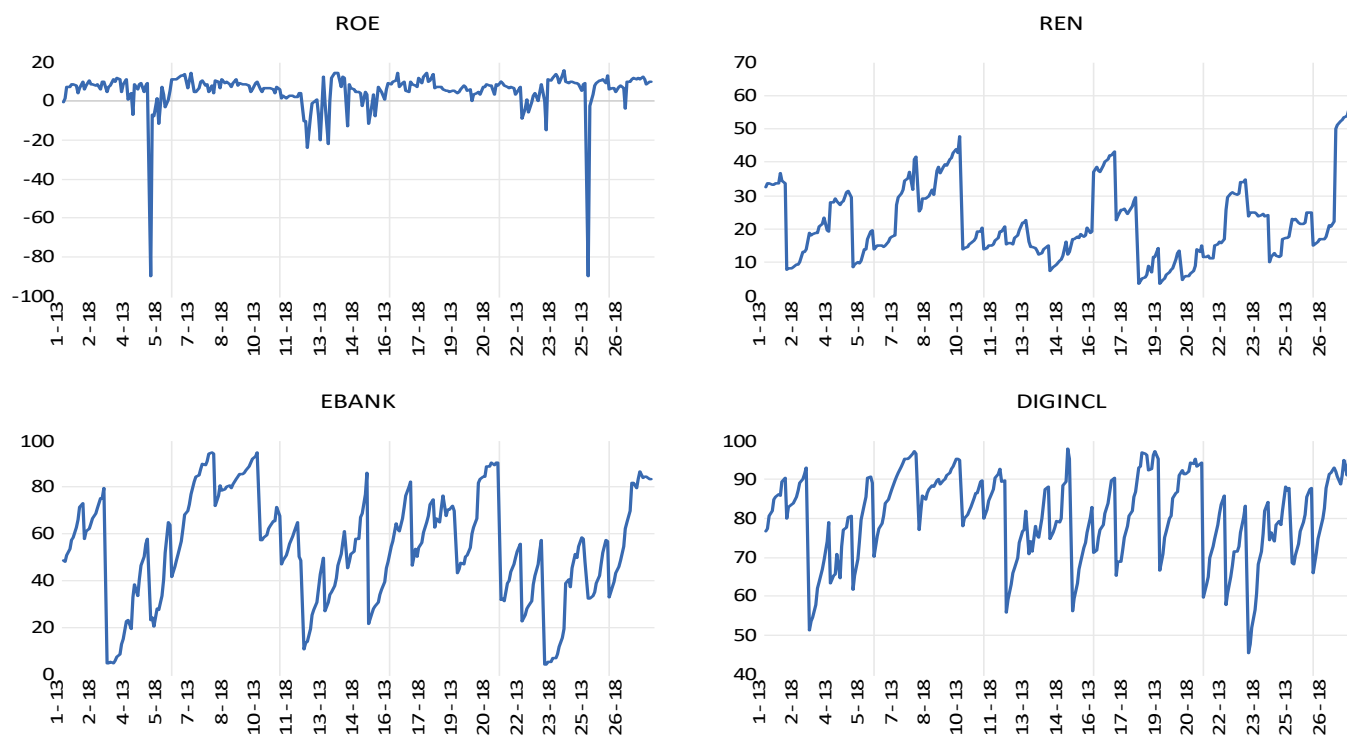 ROE
20
0
-20
-40
-60
-80
-100
1 - 13
2 - 18
4 - 13
5 - 18
7 - 13
8 - 18
10 - 13
11 - 18
13 - 13
14 - 18
16 - 13
17 - 18
19 - 13
20 - 18
22 - 13
23 - 18
25 - 13
26 - 18
REN
70
60
50
40
30
20
10
0
1 - 13
2 - 18
4 - 13
5 - 18
7 - 13
8 - 18
10 - 13
11 - 18
13 - 13
14 - 18
16 - 13
17 - 18
19 - 13
20 - 18
22 - 13
23 - 18
25 - 13
26 - 18
EBANK
100
80
60
40
20
0
1 - 13
2 - 18
4 - 13
5 - 18
7 - 13
8 - 18
10 - 13
11 - 18
13 - 13
14 - 18
16 - 13
17 - 18
19 - 13
20 - 18
22 - 13
23 - 18
25 - 13
26 - 18
DIGINCL
100
90
80
70
60
50
40
1 - 13
2 - 18
4 - 13
5 - 18
7 - 13
8 - 18
10 - 13
11 - 18
13 - 13
14 - 18
16 - 13
17 - 18
19 - 13
20 - 18
22 - 13
23 - 18
25 - 13
26 - 18